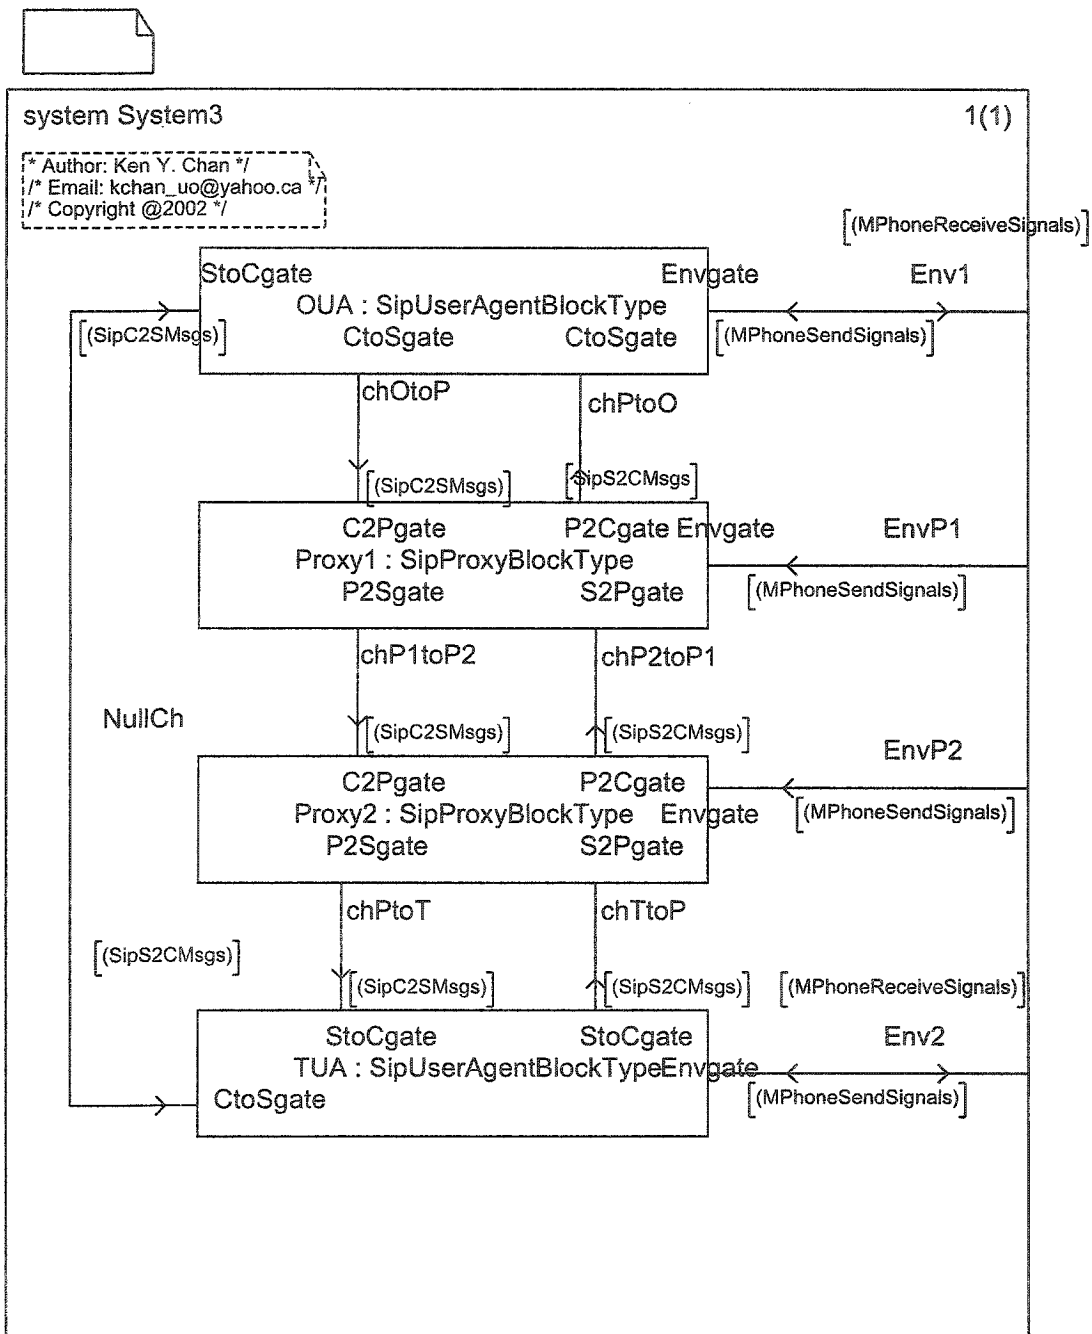 system System3 1(1)
* Author: Ken Y. Chan */
/* Email: kchan_uo@yahoo.ca */
/* Copyright @2002 */
[(MPhoneReceiveSignals)]
StoCgate Envgate Env1
OUA : SipUserAgentBlockType
[(SipC2SMsgs)] CtoSgate CtoSgate [(MPhoneSendSignals)]
chOtoP chPtoO
[(SipC2SMsgs)] [SipS2CMsgs]
C2Pgate P2Cgate Envgate EnvP1
Proxy1 : SipProxyBlockType
P2Sgate S2Pgate [(MPhoneSendSignals)]
chP1toP2 chP2toP1
NullCh [(SipC2SMsgs)] [(SipS2CMsgs)]
EnvP2
C2Pgate P2Cgate
Proxy2 : SipProxyBlockType Envgate [(MPhoneSendSignals)]
P2Sgate S2Pgate
chPtoT chTtoP
[(SipS2CMsgs)]
[(SipC2SMsgs)] [(SipS2CMsgs)] [(MPhoneReceiveSignals)]
StoCgate StoCgate Env2
TUA : SipUserAgentBlockTypeEnvgate
CtoSgate [(MPhoneSendSignals)]